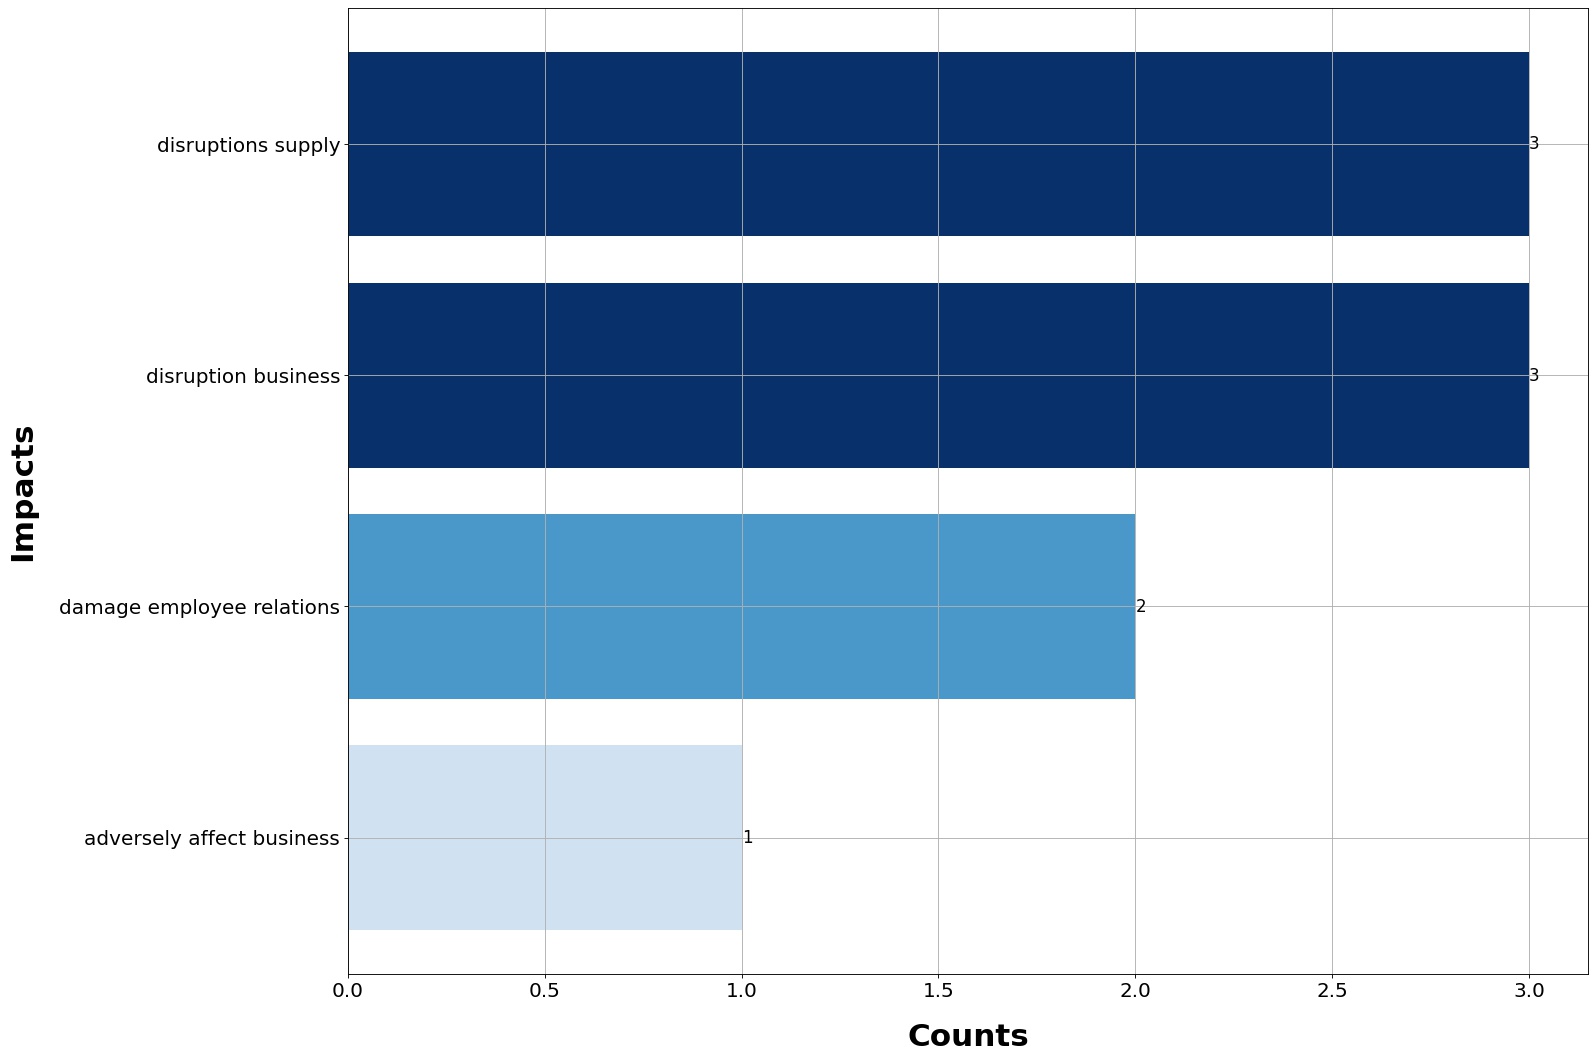 disruptions supply
3
disruption business
3
Impacts
damage employee relations
2
adversely affect business
1
0.0 0.5 1.0 1.5 2.0 2.5 3.0
Counts